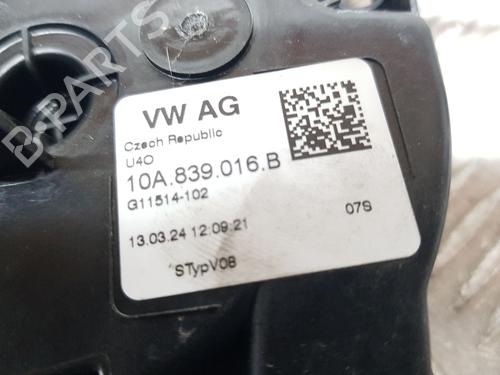 B-PARTS
VW AG
Czech Republic
U4O
10A.839.016.B
G11514-102
13.03.24 12:09:21
07S
STypV08